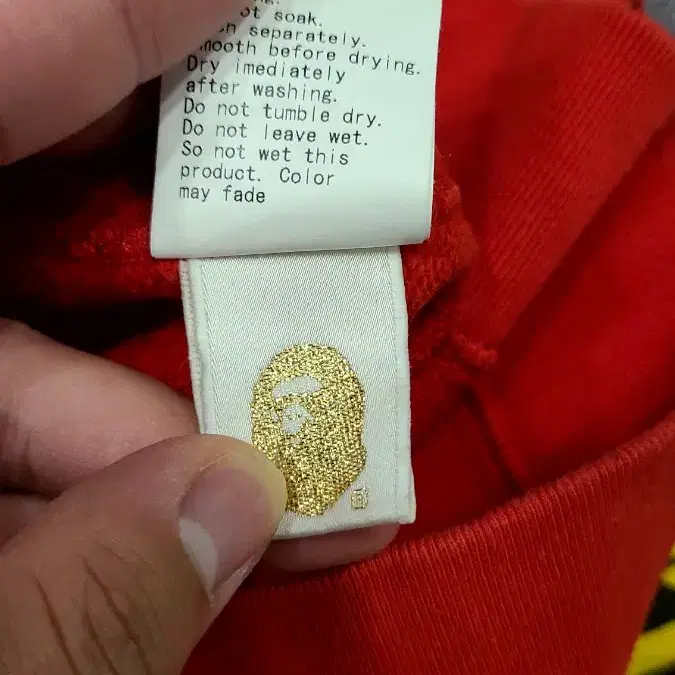 ot soak.
separately.
mooth before drying.
Dry imediately
after washing.
Do not tumble dry.
Do not leave wet.
So not wet this
product. Color
may fade